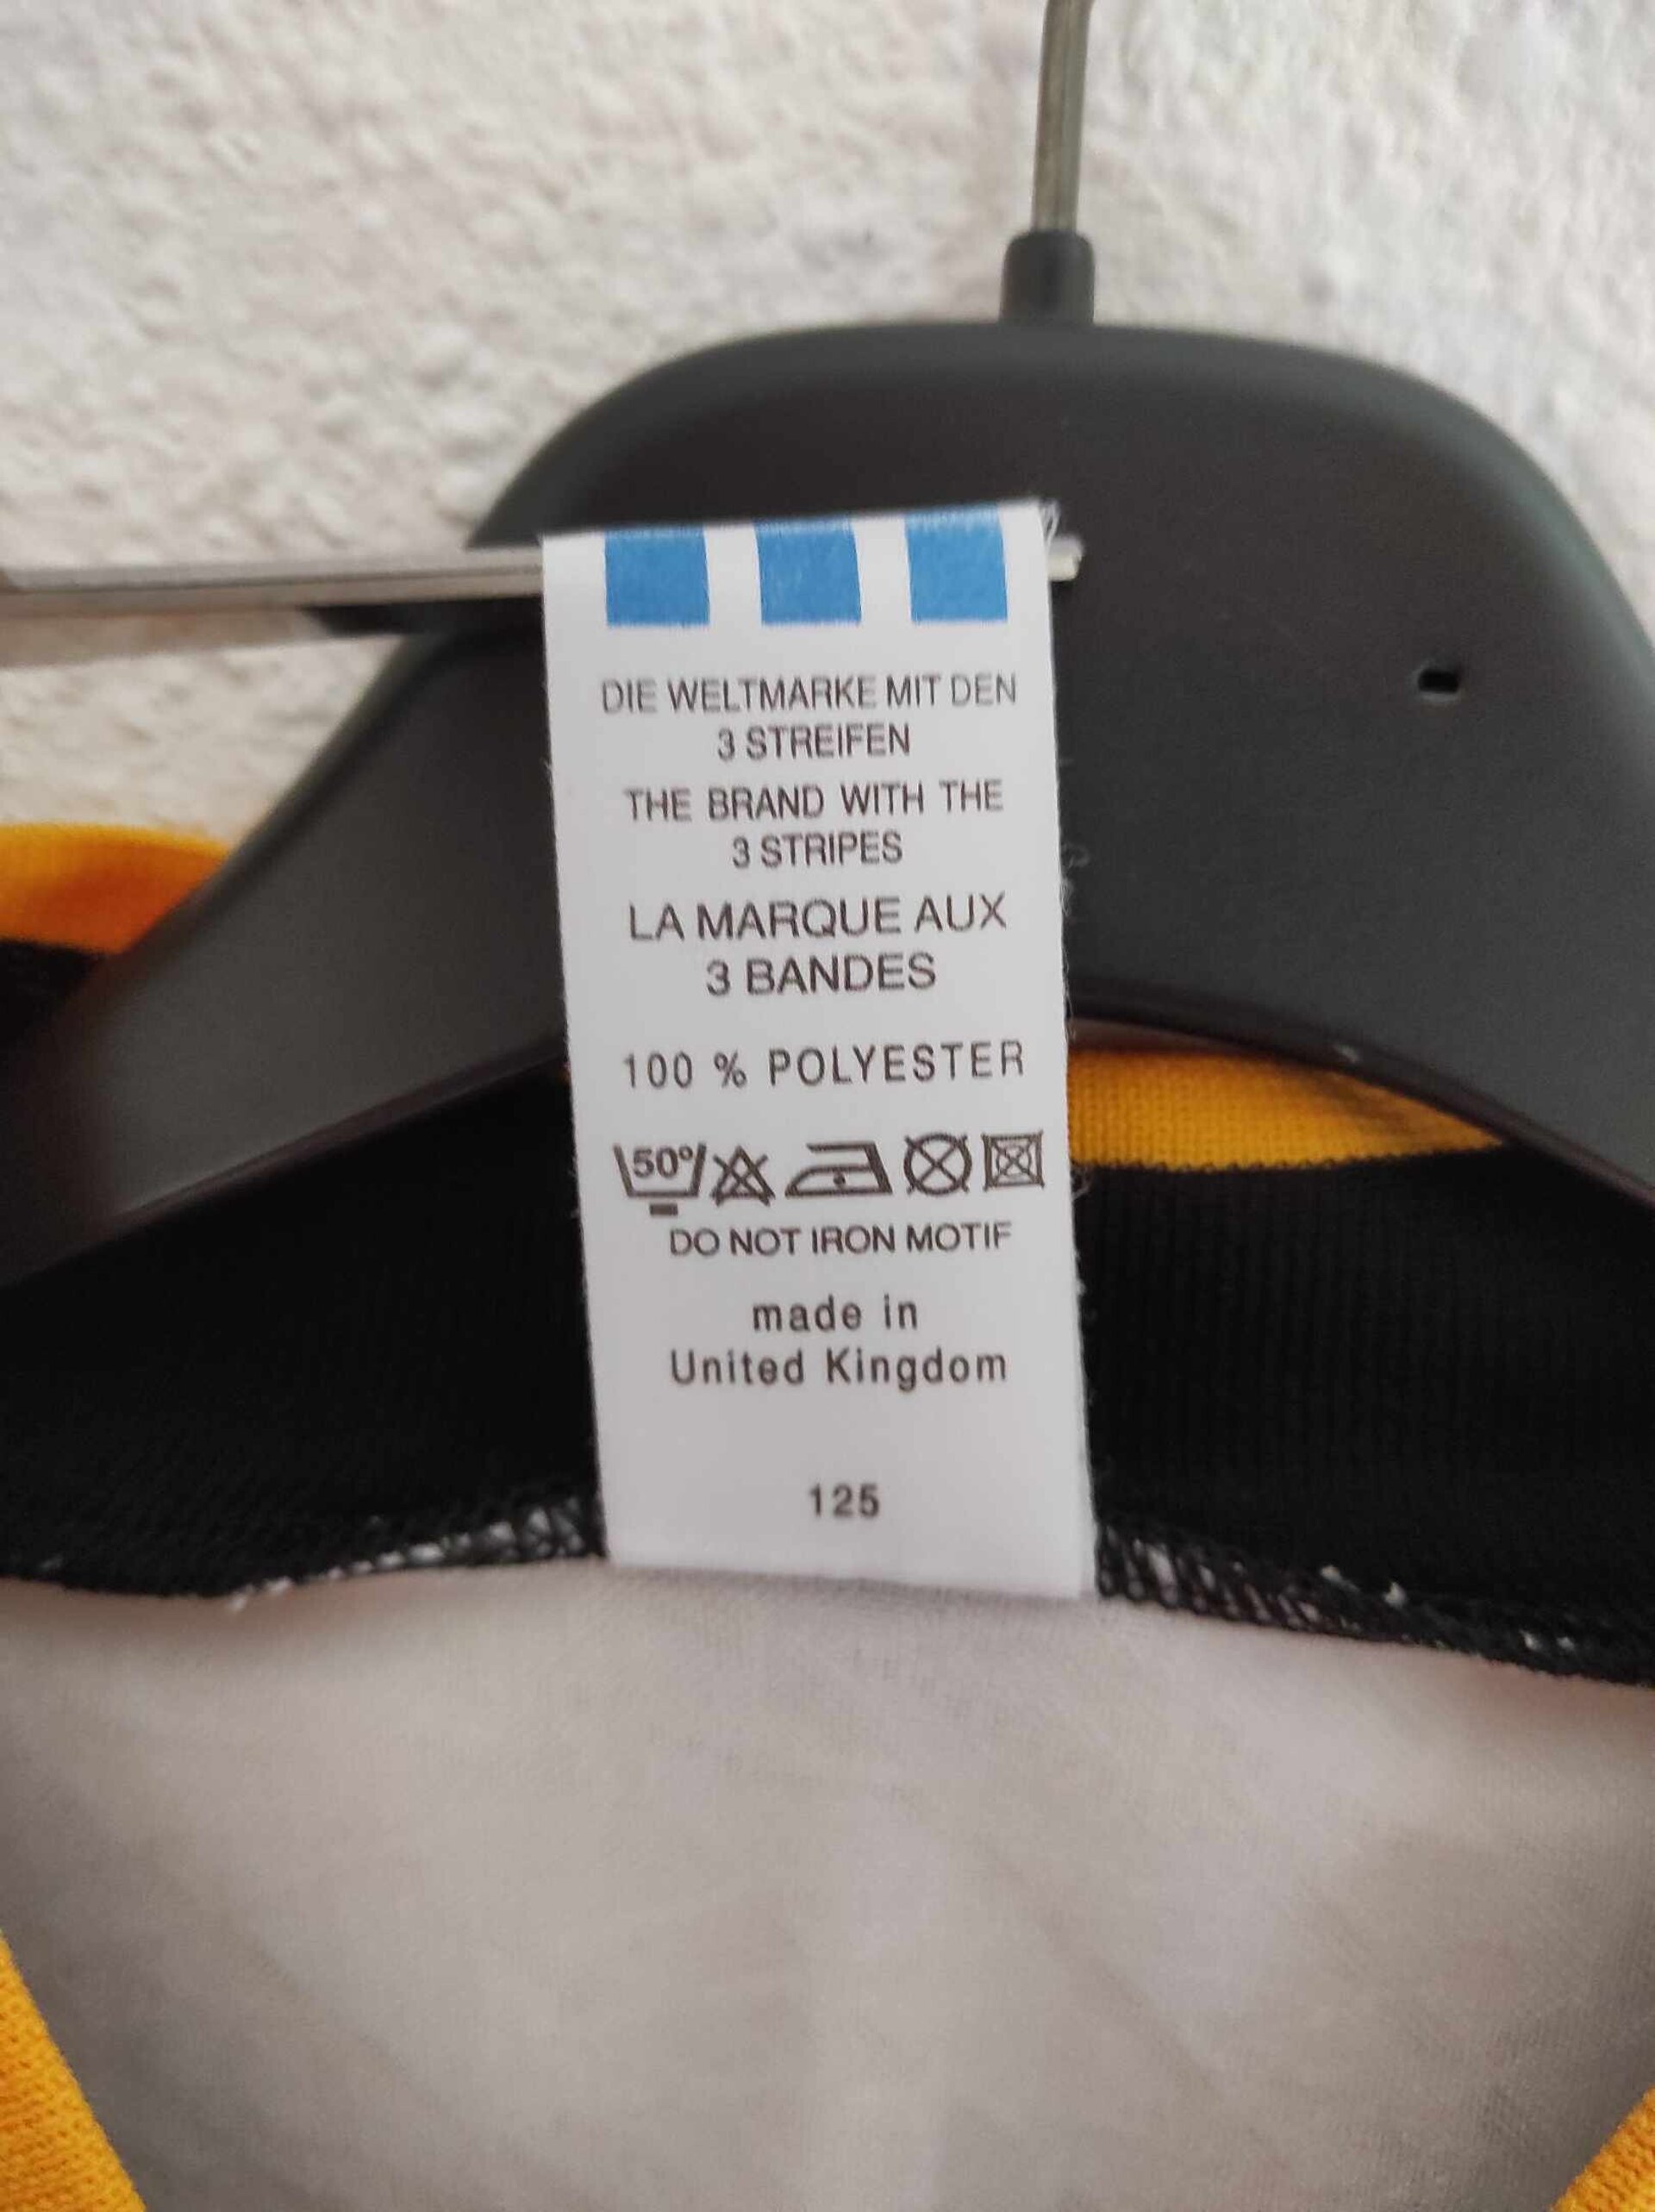 DIE WELTMARKE MIT DEN
3 STREIFEN
THE BRAND WITH THE
3 STRIPES
LA MARQUE AUX
3 BANDES
100 % POLYESTER
50°
DO NOT IRON MOTIF
made in
United Kingdom
125